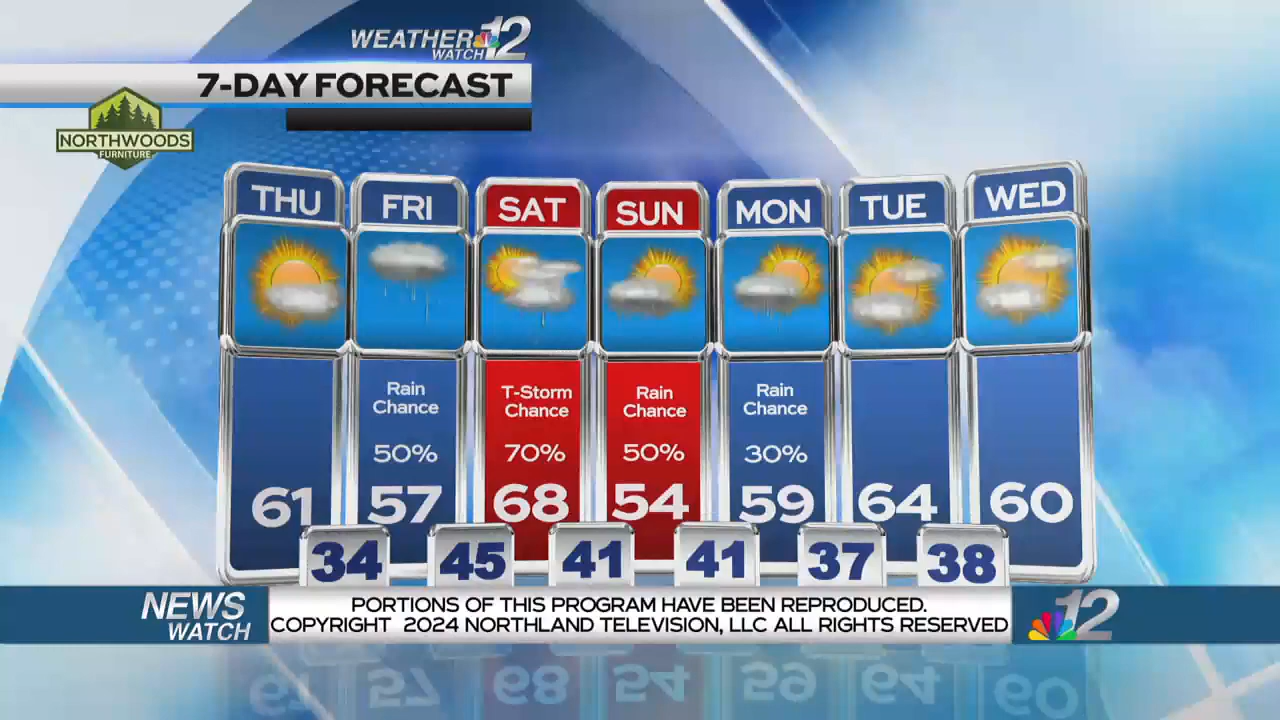 WEATHER 12
WATCH
7-DAY FORECAST
NORTHWOODS
FURNITURE
THU FRI SAT SUN MON TUE WED
Rain Chance T-Storm Chance Rain Chance Rain Chance
50% 70% 50% 30%
61 57 68 54 59 64 60
34 45 41 41 37 38
NEWS WATCH
PORTIONS OF THIS PROGRAM HAVE BEEN REPRODUCED.
COPYRIGHT 2024 NORTHLAND TELEVISION, LLC ALL RIGHTS RESERVED
12